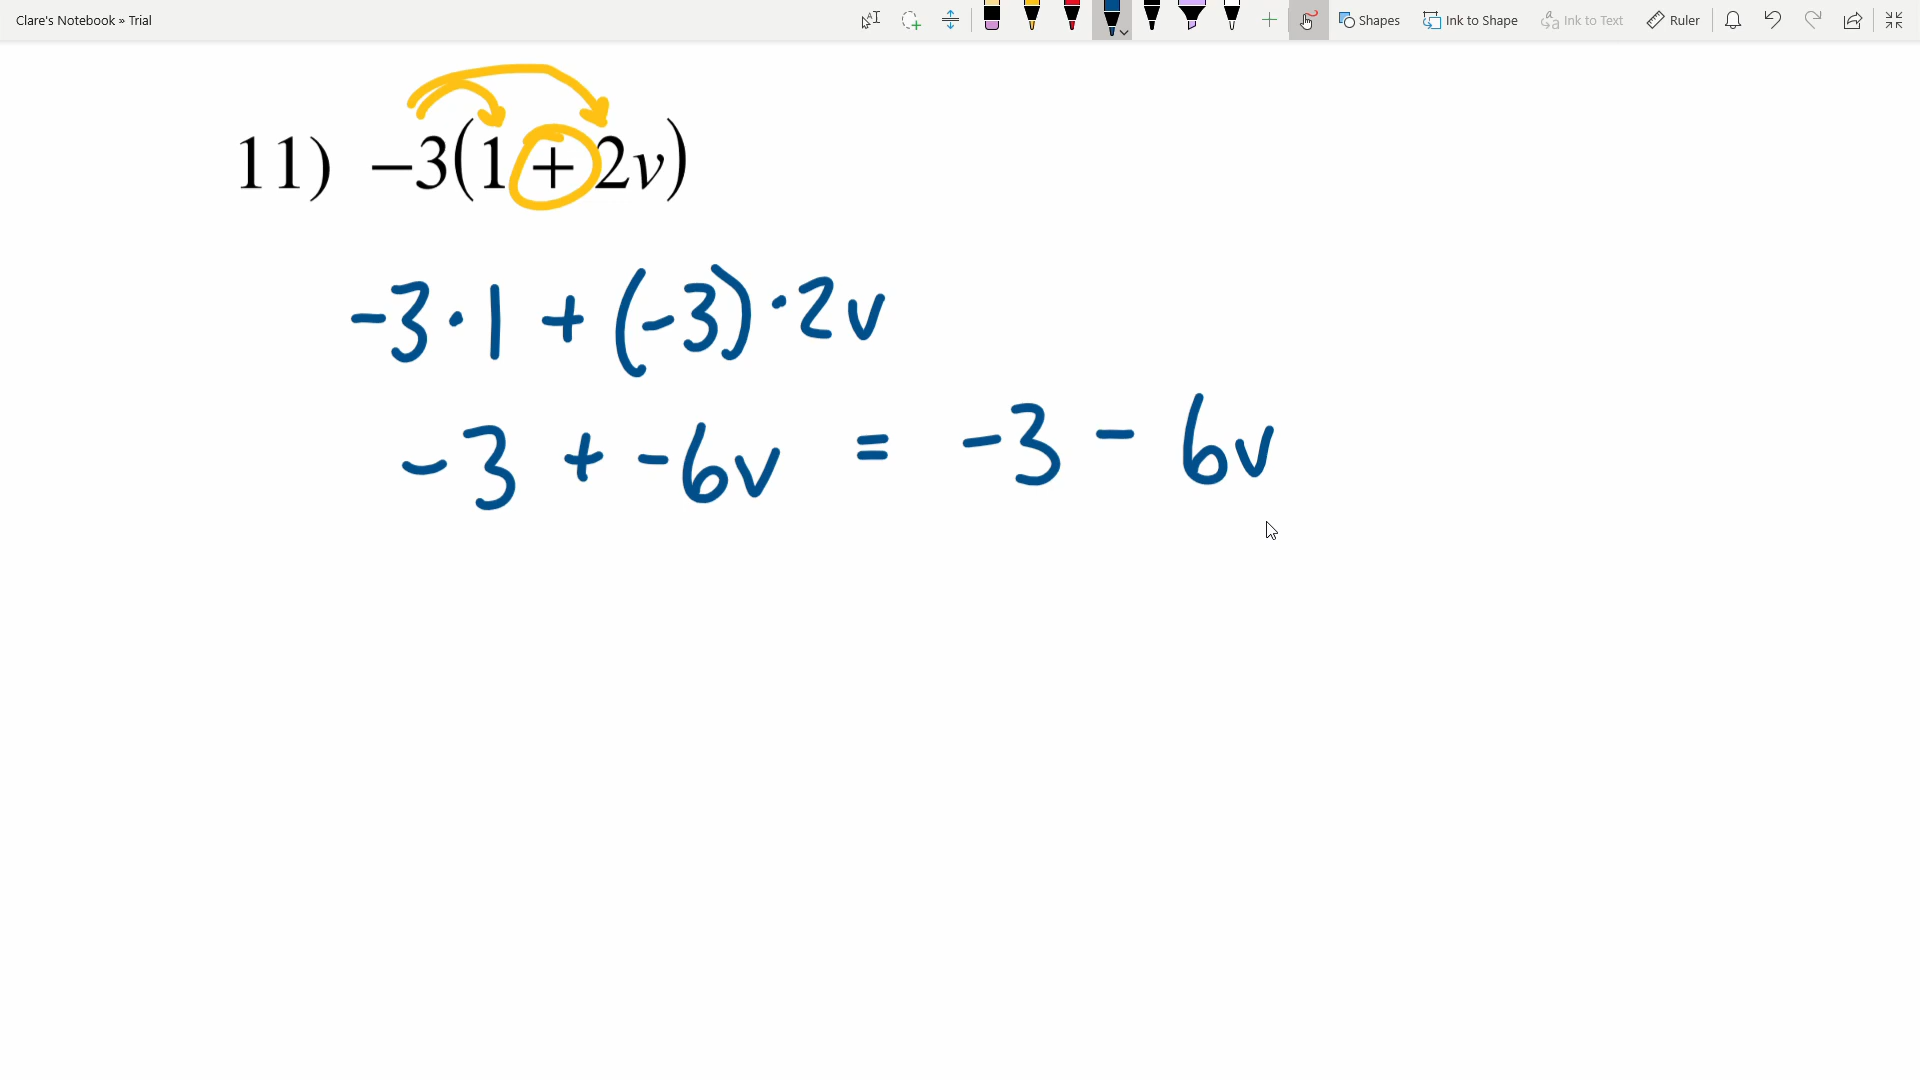 Clare's Notebook » Trial
Shapes Ink to Shape Ink to Text Ruler
11) −3(1 + 2v)
-3·1 + (-3)·2v
-3 + -6v = -3 - 6v